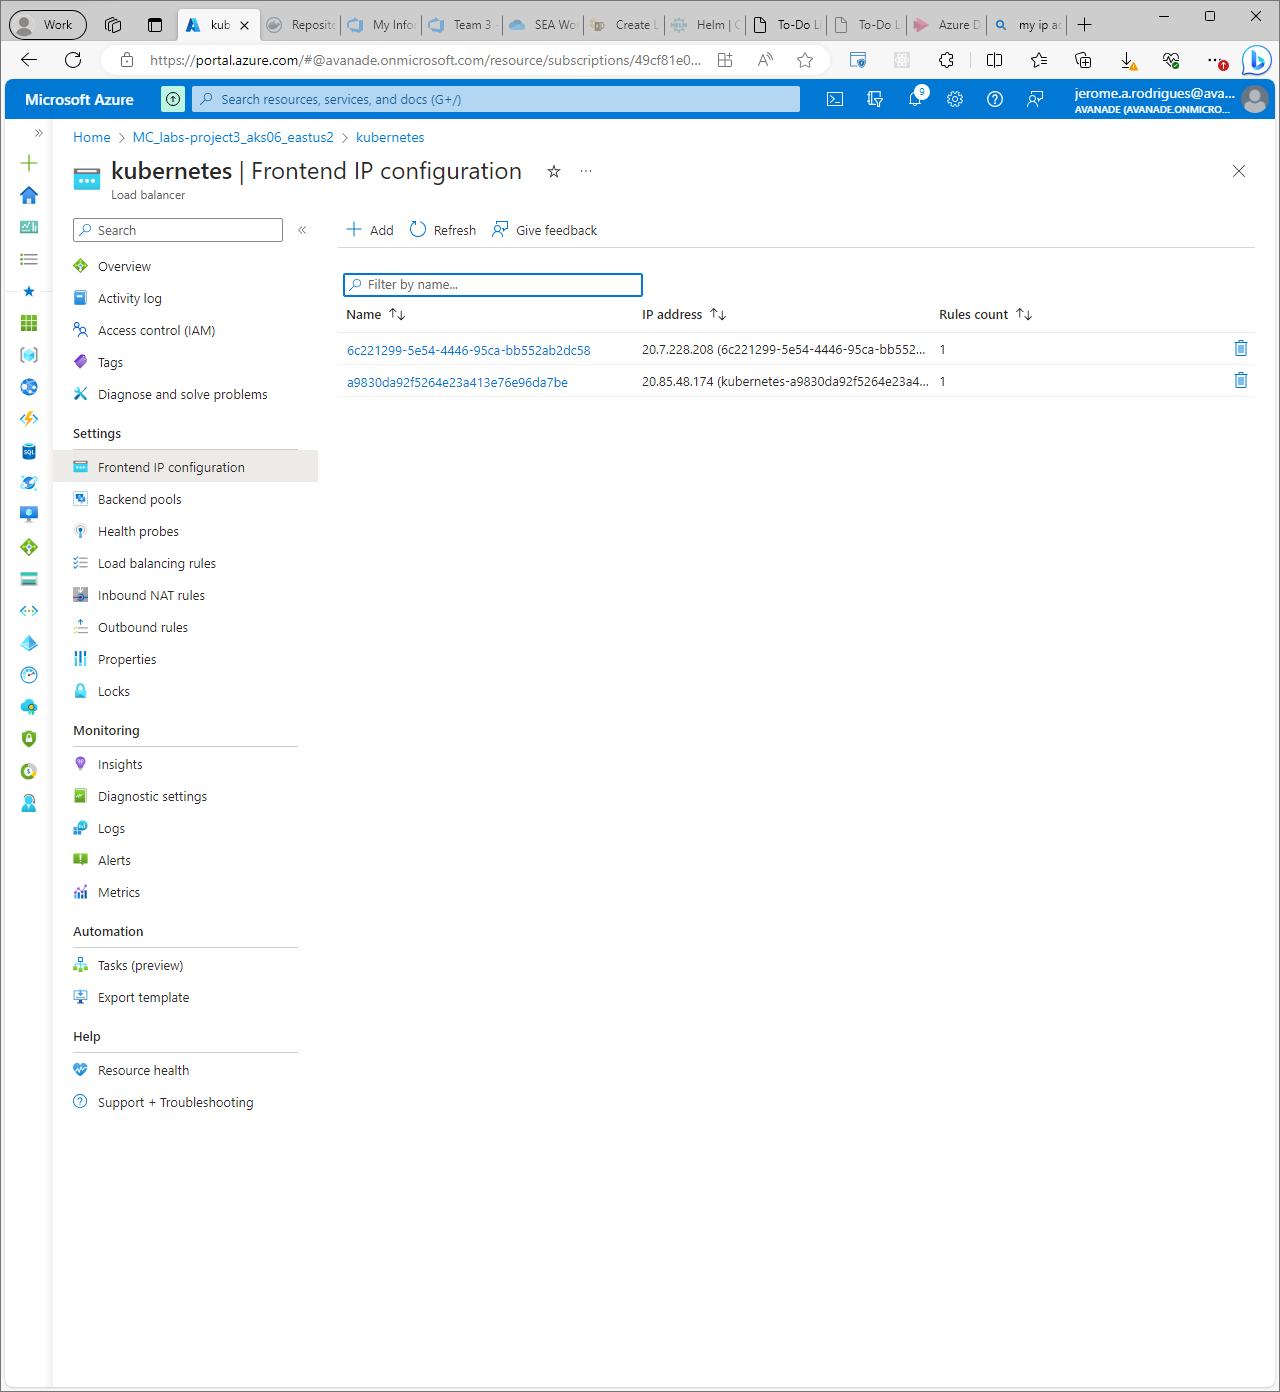 Work
kub
Reposito
My Infor
Team 3 -
SEA Wo
Create L
Helm | C
To-Do Li
To-Do L
Azure D
my ip ad
https://portal.azure.com/#@avanade.onmicrosoft.com/resource/subscriptions/49cf81e0...
Microsoft Azure
Search resources, services, and docs (G+/)
9
jerome.a.rodrigues@ava...
AVANADE (AVANADE.ONMICRO...
Home > MC_labs-project3_aks06_eastus2 > kubernetes
kubernetes | Frontend IP configuration
Load balancer
Search
Add
Refresh
Give feedback
Overview
Activity log
Access control (IAM)
Tags
Diagnose and solve problems
Settings
Frontend IP configuration
Backend pools
Health probes
Load balancing rules
Inbound NAT rules
Outbound rules
Properties
Locks
Monitoring
Insights
Diagnostic settings
Logs
Alerts
Metrics
Automation
Tasks (preview)
Export template
Help
Resource health
Support + Troubleshooting
Filter by name...
Name IP address Rules count
6c221299-5e54-4446-95ca-bb552ab2dc58 20.7.228.208 (6c221299-5e54-4446-95ca-bb552... 1
a9830da92f5264e23a413e76e96da7be 20.85.48.174 (kubernetes-a9830da92f5264e23a4... 1